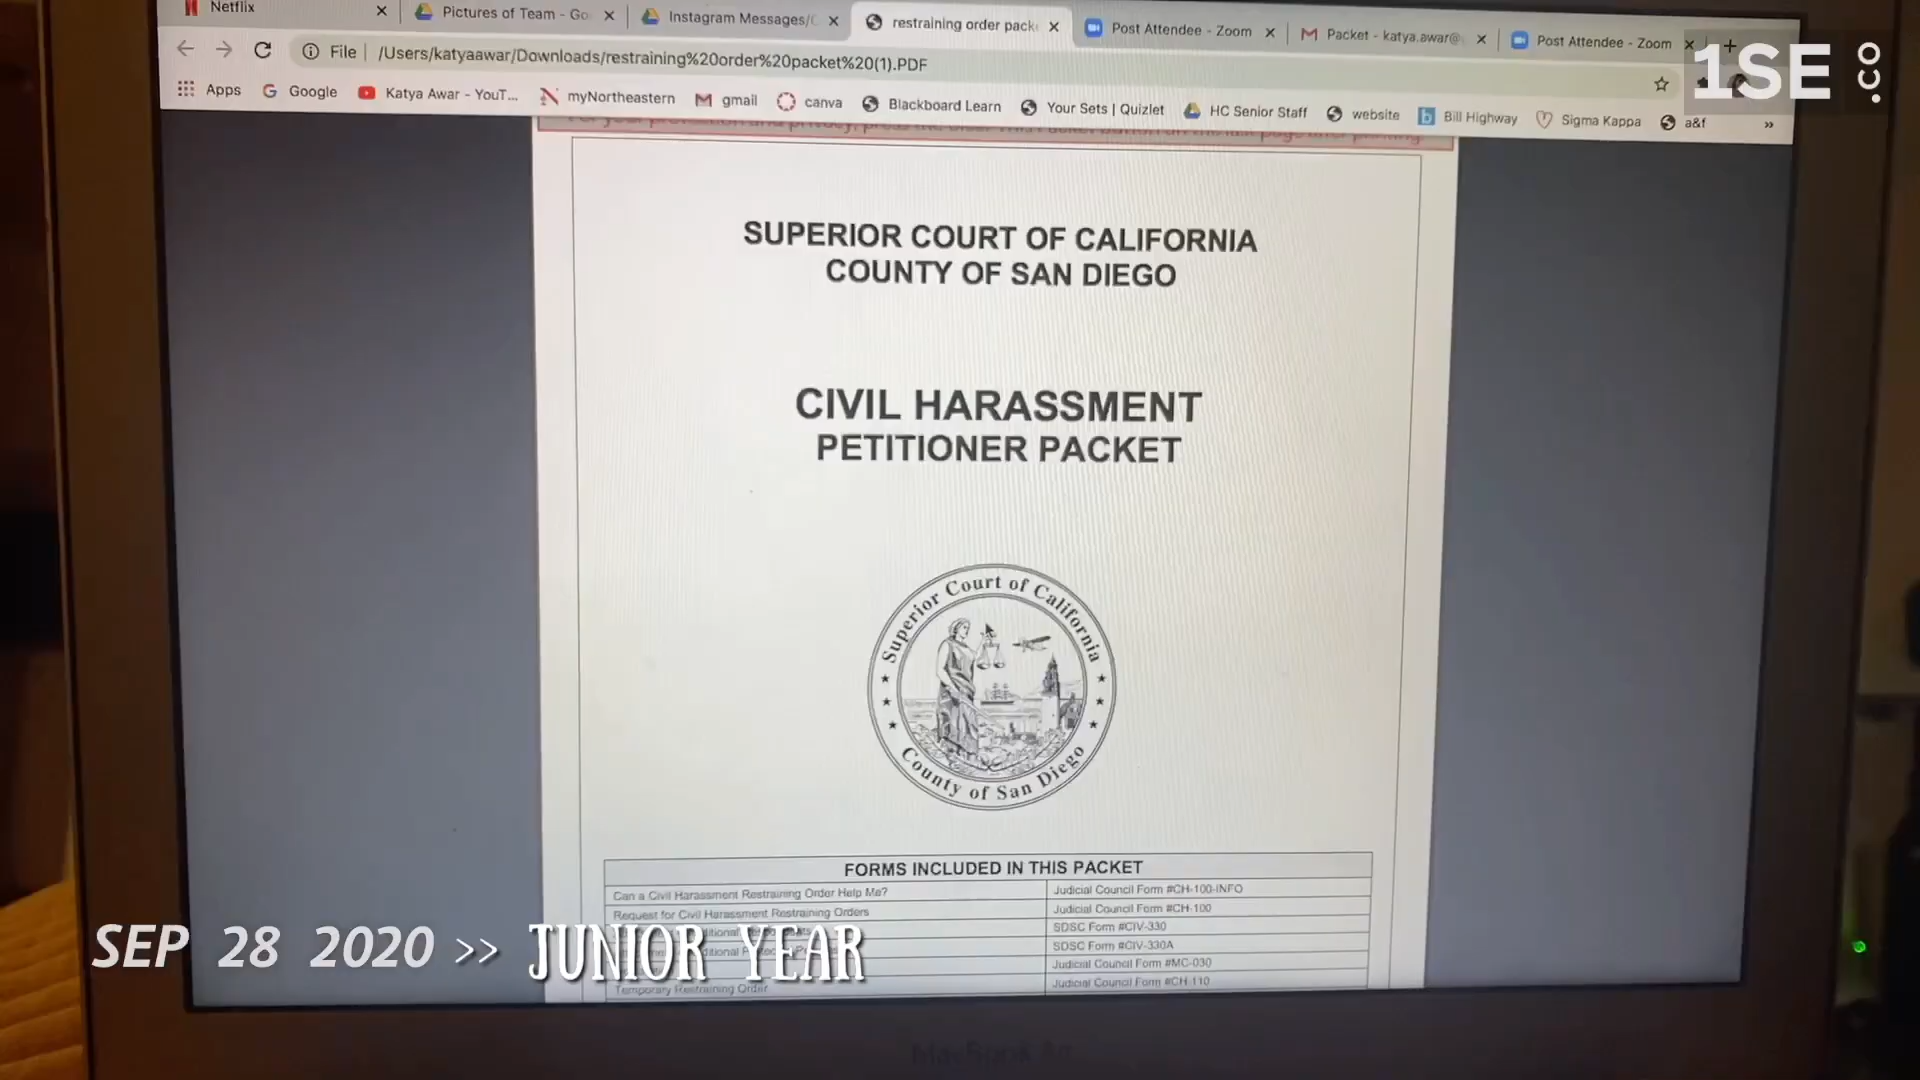 Netflix
Pictures of Team - Go
Instagram Messages/C
restraining order pack
Post Attendee - Zoom
Packet - katya.awar@
Post Attendee - Zoom
1SE.CO
File | /Users/katyaawar/Downloads/restraining%20order%20packet%20(1).PDF
Apps
Google
Katya Awar - YouT...
myNortheastern
gmail
canva
Blackboard Learn
Your Sets | Quizlet
HC Senior Staff
website
Bill Highway
Sigma Kappa
a&f
»
SUPERIOR COURT OF CALIFORNIA
COUNTY OF SAN DIEGO
CIVIL HARASSMENT
PETITIONER PACKET
Superior Court of California
County of San Diego
FORMS INCLUDED IN THIS PACKET
Can a Civil Harassment Restraining Order Help Me? Judicial Council Form #CH-100-INFO
Request for Civil Harassment Restraining Orders Judicial Council Form #CH-100
SDSC Form #CIV-330
SDSC Form #CIV-330A
Judicial Council Form #MC-030
Temporary Restraining Order Judicial Council Form #CH-110
SEP 28 2020 >> JUNIOR YEAR
MacBook Air